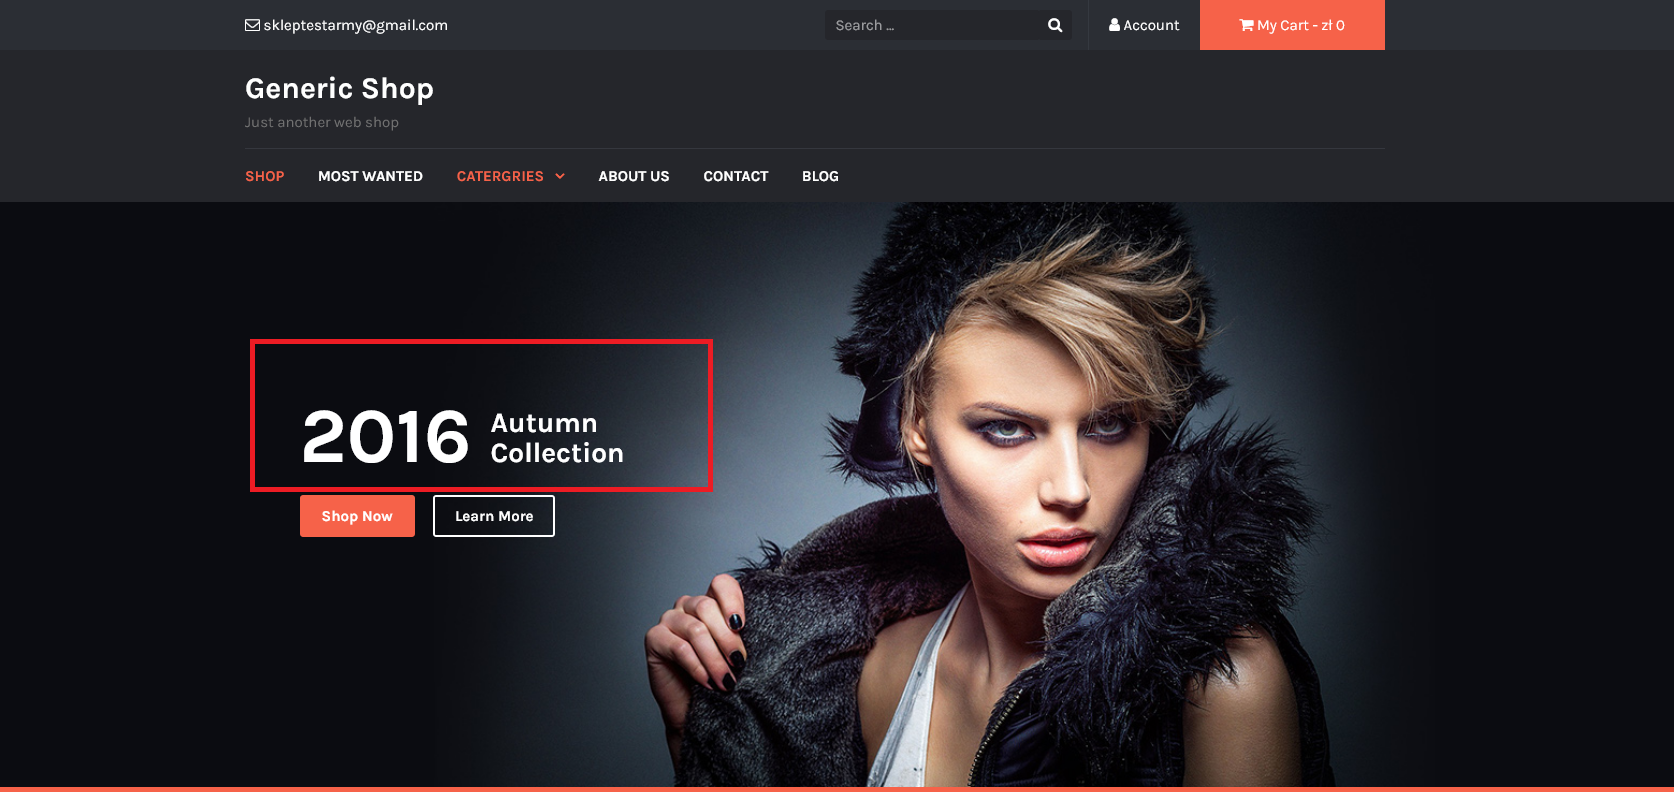 skleptestarmy@gmail.com
Search ...
Account
My Cart - zł 0
Generic Shop
Just another web shop
SHOP
MOST WANTED
CATERGRIES
ABOUT US
CONTACT
BLOG
2016
Autumn
Collection
Shop Now
Learn More